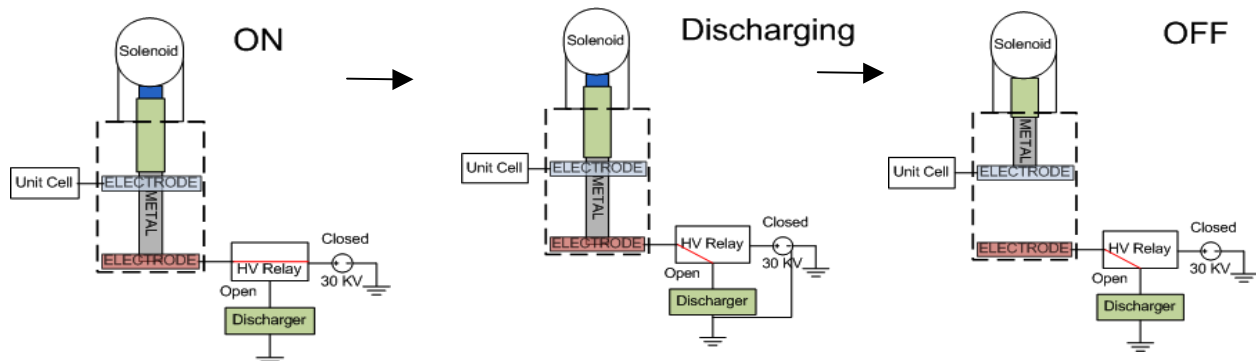 ON
Solenoid
METAL
Unit Cell
ELECTRODE
ELECTRODE
HV Relay
Closed
30 KV
Open
Discharger
Discharging
Solenoid
METAL
Unit Cell
ELECTRODE
ELECTRODE
HV Relay
Closed
30 KV
Open
Discharger
OFF
Solenoid
METAL
Unit Cell
ELECTRODE
ELECTRODE
HV Relay
Closed
30 KV
Open
Discharger